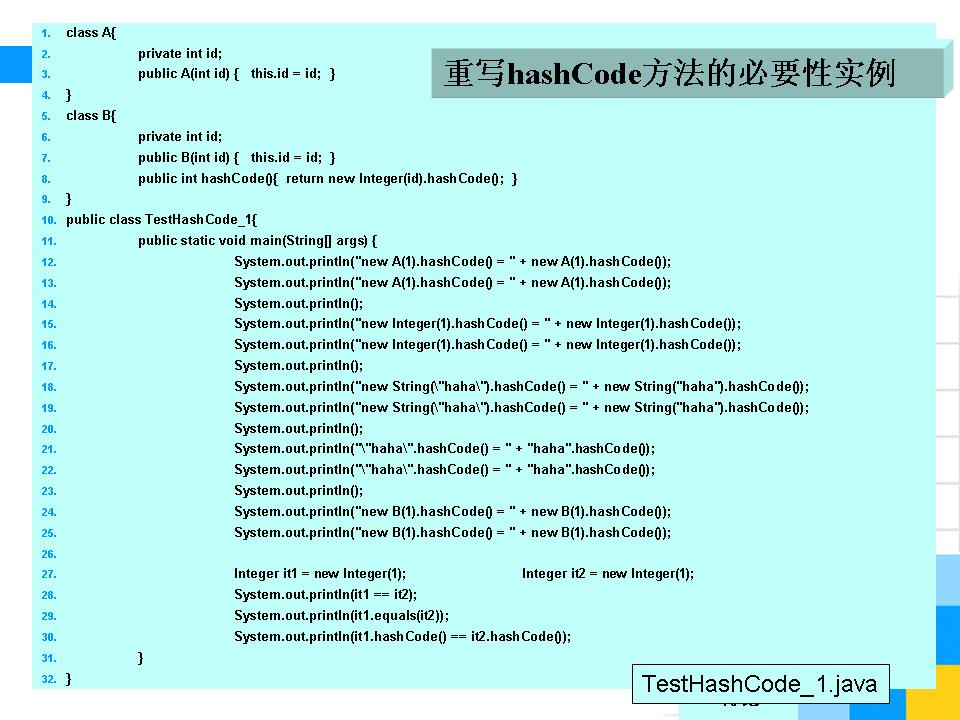 重写hashCode方法的必要性实例
1. class A{
2. private int id;
3. public A(int id) { this.id = id; }
4. }
5. class B{
6. private int id;
7. public B(int id) { this.id = id; }
8. public int hashCode(){ return new Integer(id).hashCode(); }
9. }
10. public class TestHashCode_1{
11. public static void main(String[] args) {
12. System.out.println("new A(1).hashCode() = " + new A(1).hashCode());
13. System.out.println("new A(1).hashCode() = " + new A(1).hashCode());
14. System.out.println();
15. System.out.println("new Integer(1).hashCode() = " + new Integer(1).hashCode());
16. System.out.println("new Integer(1).hashCode() = " + new Integer(1).hashCode());
17. System.out.println();
18. System.out.println("new String(\"haha\").hashCode() = " + new String("haha").hashCode());
19. System.out.println("new String(\"haha\").hashCode() = " + new String("haha").hashCode());
20. System.out.println();
21. System.out.println("\"haha\".hashCode() = " + "haha".hashCode());
22. System.out.println("\"haha\".hashCode() = " + "haha".hashCode());
23. System.out.println();
24. System.out.println("new B(1).hashCode() = " + new B(1).hashCode());
25. System.out.println("new B(1).hashCode() = " + new B(1).hashCode());
26.
27. Integer it1 = new Integer(1); Integer it2 = new Integer(1);
28. System.out.println(it1 == it2);
29. System.out.println(it1.equals(it2));
30. System.out.println(it1.hashCode() == it2.hashCode());
31. }
32. }
TestHashCode_1.java